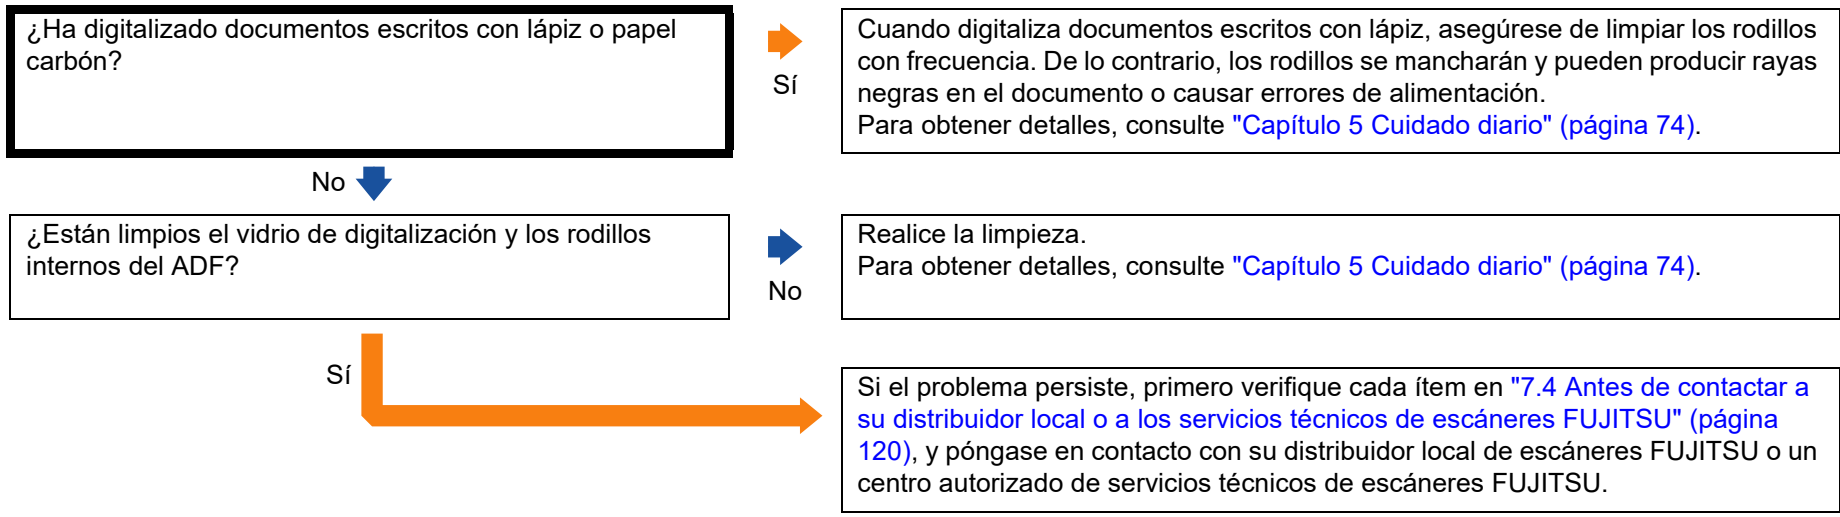 ¿Ha digitalizado documentos escritos con lápiz o papel
carbón?
Sí
Cuando digitaliza documentos escritos con lápiz, asegúrese de limpiar los rodillos
con frecuencia. De lo contrario, los rodillos se mancharán y pueden producir rayas
negras en el documento o causar errores de alimentación.
Para obtener detalles, consulte "Capítulo 5 Cuidado diario" (página 74).
No
¿Están limpios el vidrio de digitalización y los rodillos
internos del ADF?
No
Realice la limpieza.
Para obtener detalles, consulte "Capítulo 5 Cuidado diario" (página 74).
Sí
Si el problema persiste, primero verifique cada ítem en "7.4 Antes de contactar a
su distribuidor local o a los servicios técnicos de escáneres FUJITSU" (página
120), y póngase en contacto con su distribuidor local de escáneres FUJITSU o un
centro autorizado de servicios técnicos de escáneres FUJITSU.